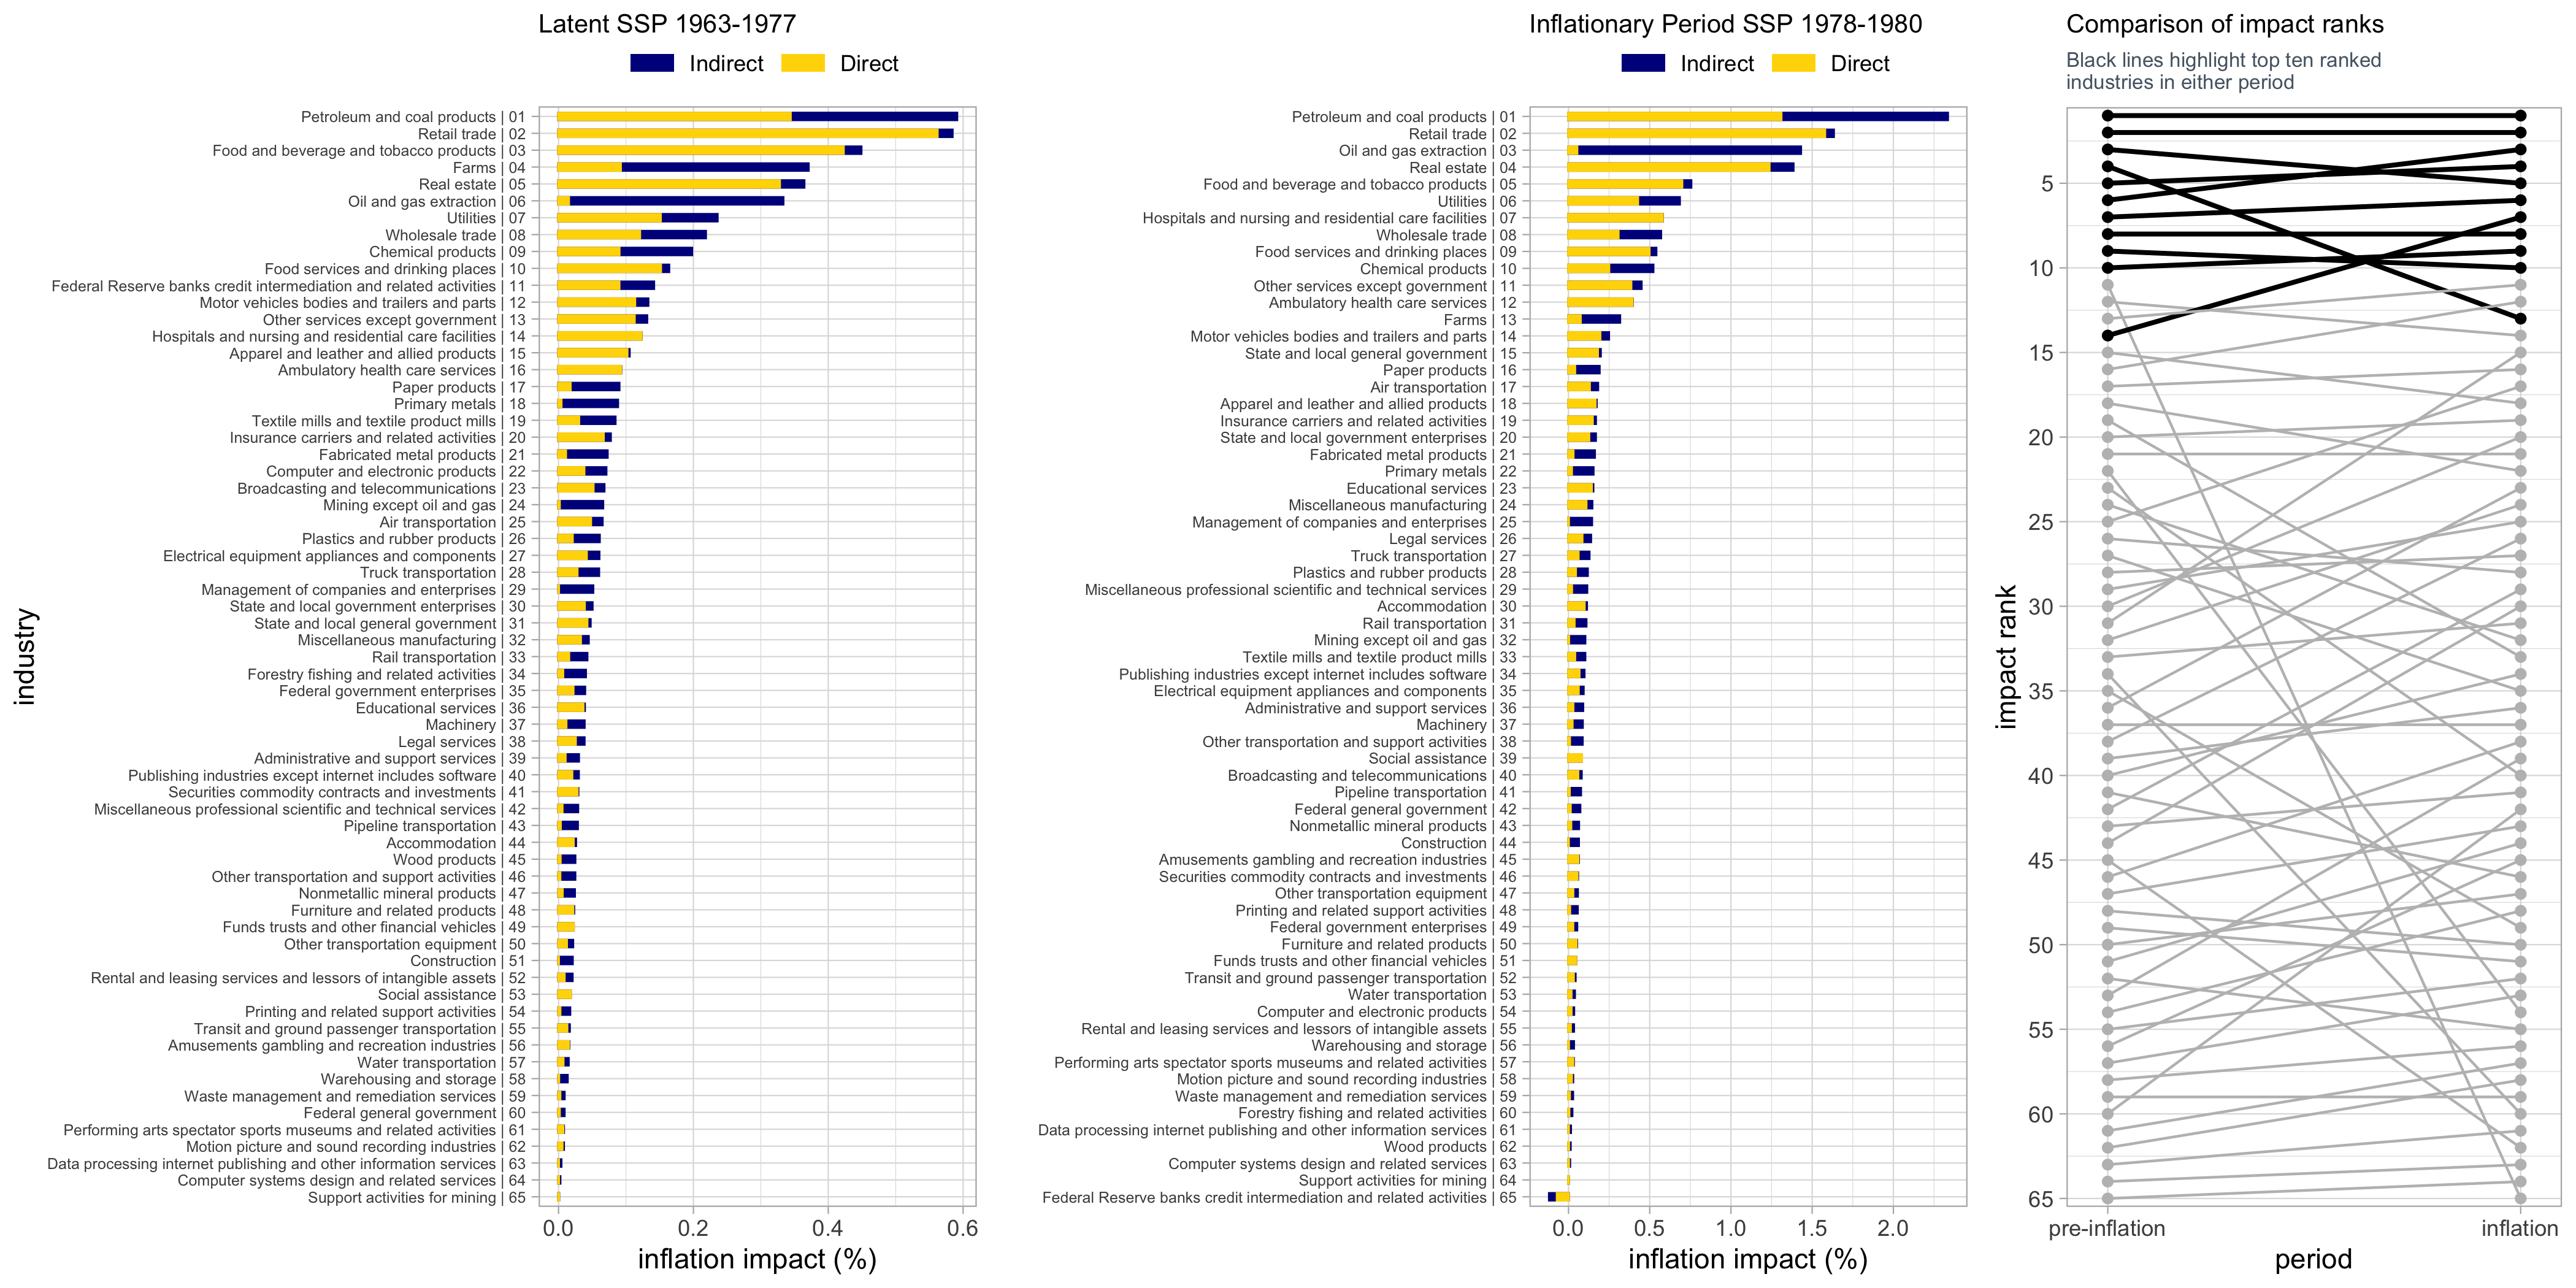 Latent SSP 1963-1977
Indirect
Direct
industry
Petroleum and coal products | 01
Retail trade | 02
Food and beverage and tobacco products | 03
Farms | 04
Real estate | 05
Oil and gas extraction | 06
Utilities | 07
Wholesale trade | 08
Chemical products | 09
Food services and drinking places | 10
Federal Reserve banks credit intermediation and related activities | 11
Motor vehicles bodies and trailers and parts | 12
Other services except government | 13
Hospitals and nursing and residential care facilities | 14
Apparel and leather and allied products | 15
Ambulatory health care services | 16
Paper products | 17
Primary metals | 18
Textile mills and textile product mills | 19
Insurance carriers and related activities | 20
Fabricated metal products | 21
Computer and electronic products | 22
Broadcasting and telecommunications | 23
Mining except oil and gas | 24
Air transportation | 25
Plastics and rubber products | 26
Electrical equipment appliances and components | 27
Truck transportation | 28
Management of companies and enterprises | 29
State and local government enterprises | 30
State and local general government | 31
Miscellaneous manufacturing | 32
Rail transportation | 33
Forestry fishing and related activities | 34
Federal government enterprises | 35
Educational services | 36
Machinery | 37
Legal services | 38
Administrative and support services | 39
Publishing industries except internet includes software | 40
Securities commodity contracts and investments | 41
Miscellaneous professional scientific and technical services | 42
Pipeline transportation | 43
Accommodation | 44
Wood products | 45
Other transportation and support activities | 46
Nonmetallic mineral products | 47
Furniture and related products | 48
Funds trusts and other financial vehicles | 49
Other transportation equipment | 50
Construction | 51
Rental and leasing services and lessors of intangible assets | 52
Social assistance | 53
Printing and related support activities | 54
Transit and ground passenger transportation | 55
Amusements gambling and recreation industries | 56
Water transportation | 57
Warehousing and storage | 58
Waste management and remediation services | 59
Federal general government | 60
Performing arts spectator sports museums and related activities | 61
Motion picture and sound recording industries | 62
Data processing internet publishing and other information services | 63
Computer systems design and related services | 64
Support activities for mining | 65
0.0
0.2
0.4
0.6
inflation impact (%)
Inflationary Period SSP 1978-1980
Indirect
Direct
Petroleum and coal products | 01
Retail trade | 02
Oil and gas extraction | 03
Real estate | 04
Food and beverage and tobacco products | 05
Utilities | 06
Hospitals and nursing and residential care facilities | 07
Wholesale trade | 08
Food services and drinking places | 09
Chemical products | 10
Other services except government | 11
Ambulatory health care services | 12
Farms | 13
Motor vehicles bodies and trailers and parts | 14
State and local general government | 15
Paper products | 16
Air transportation | 17
Apparel and leather and allied products | 18
Insurance carriers and related activities | 19
State and local government enterprises | 20
Fabricated metal products | 21
Primary metals | 22
Educational services | 23
Miscellaneous manufacturing | 24
Management of companies and enterprises | 25
Legal services | 26
Truck transportation | 27
Plastics and rubber products | 28
Miscellaneous professional scientific and technical services | 29
Accommodation | 30
Rail transportation | 31
Mining except oil and gas | 32
Textile mills and textile product mills | 33
Publishing industries except internet includes software | 34
Electrical equipment appliances and components | 35
Administrative and support services | 36
Machinery | 37
Other transportation and support activities | 38
Social assistance | 39
Broadcasting and telecommunications | 40
Pipeline transportation | 41
Federal general government | 42
Nonmetallic mineral products | 43
Construction | 44
Amusements gambling and recreation industries | 45
Securities commodity contracts and investments | 46
Other transportation equipment | 47
Printing and related support activities | 48
Federal government enterprises | 49
Furniture and related products | 50
Funds trusts and other financial vehicles | 51
Transit and ground passenger transportation | 52
Water transportation | 53
Computer and electronic products | 54
Rental and leasing services and lessors of intangible assets | 55
Warehousing and storage | 56
Performing arts spectator sports museums and related activities | 57
Motion picture and sound recording industries | 58
Waste management and remediation services | 59
Forestry fishing and related activities | 60
Data processing internet publishing and other information services | 61
Wood products | 62
Computer systems design and related services | 63
Support activities for mining | 64
Federal Reserve banks credit intermediation and related activities | 65
0.0
0.5
1.0
1.5
2.0
inflation impact (%)
Comparison of impact ranks
Black lines highlight top ten ranked
industries in either period
impact rank
5
10
15
20
25
30
35
40
45
50
55
60
65
pre-inflation
inflation
period